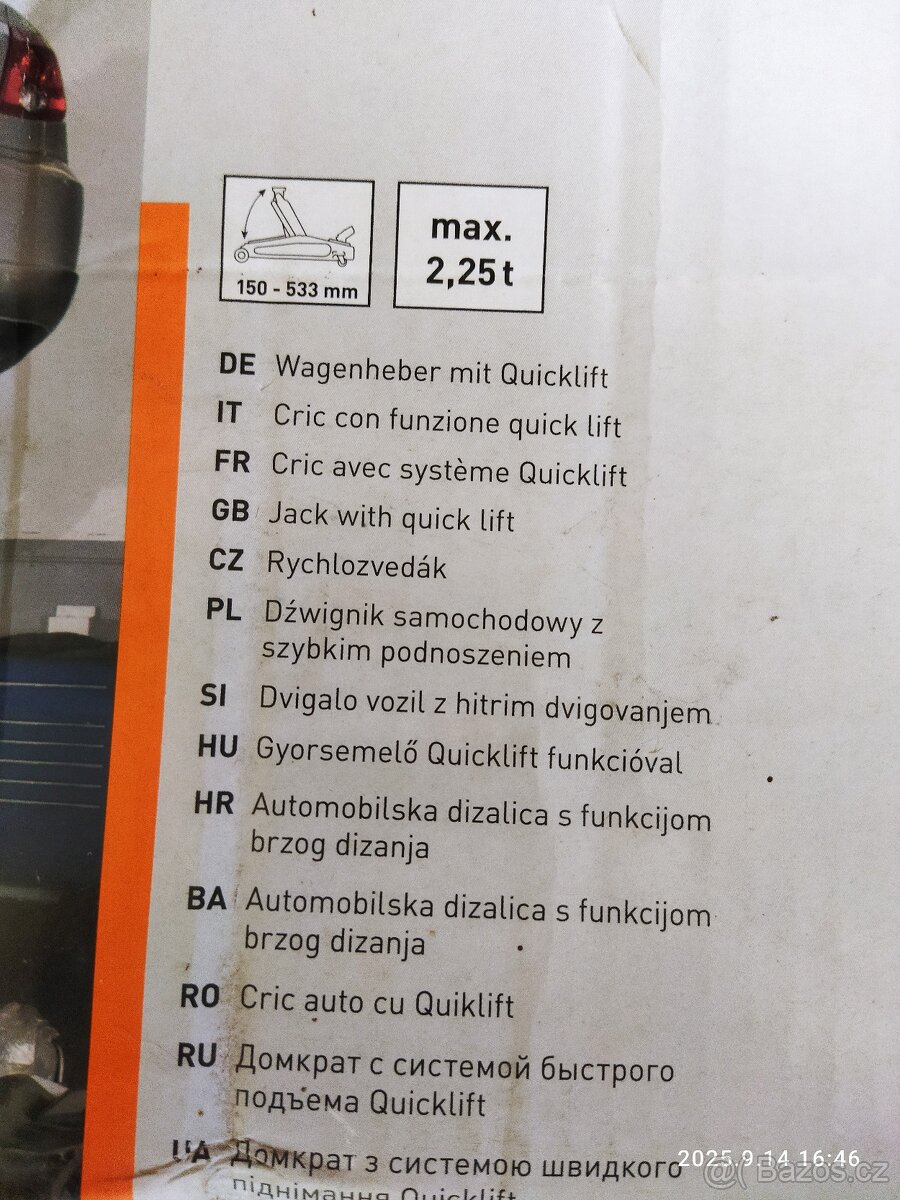 150 - 533 mm
max.
2,25 t
DE Wagenheber mit Quicklift
IT Cric con funzione quick lift
FR Cric avec système Quicklift
GB Jack with quick lift
CZ Rychlozvedák
PL Dźwignik samochodowy z
szybkim podnoszeniem
SI Dvigalo vozil z hitrim dvigovanjem
HU Gyorsemelő Quicklift funkcióval
HR Automobilska dizalica s funkcijom
brzog dizanja
BA Automobilska dizalica s funkcijom
brzog dizanja
RO Cric auto cu Quiklift
RU Домкрат с системой быстрого
подъема Quicklift
UA Домкрат з системою швидкого
піднімання Quicklift
2025.9.14 16:46
@ Bazoš.cz